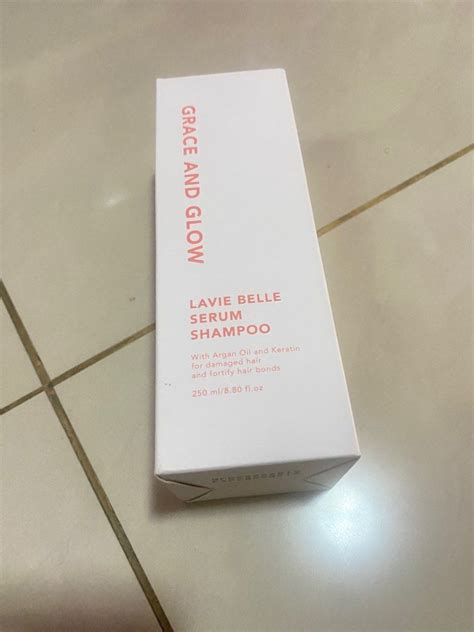 GRACE AND GLOW
LAVIE BELLE
SERUM
SHAMPOO
With Argan Oil and Keratin
for damaged hair
and fortify hair bonds
250 ml/8.80 fl.oz